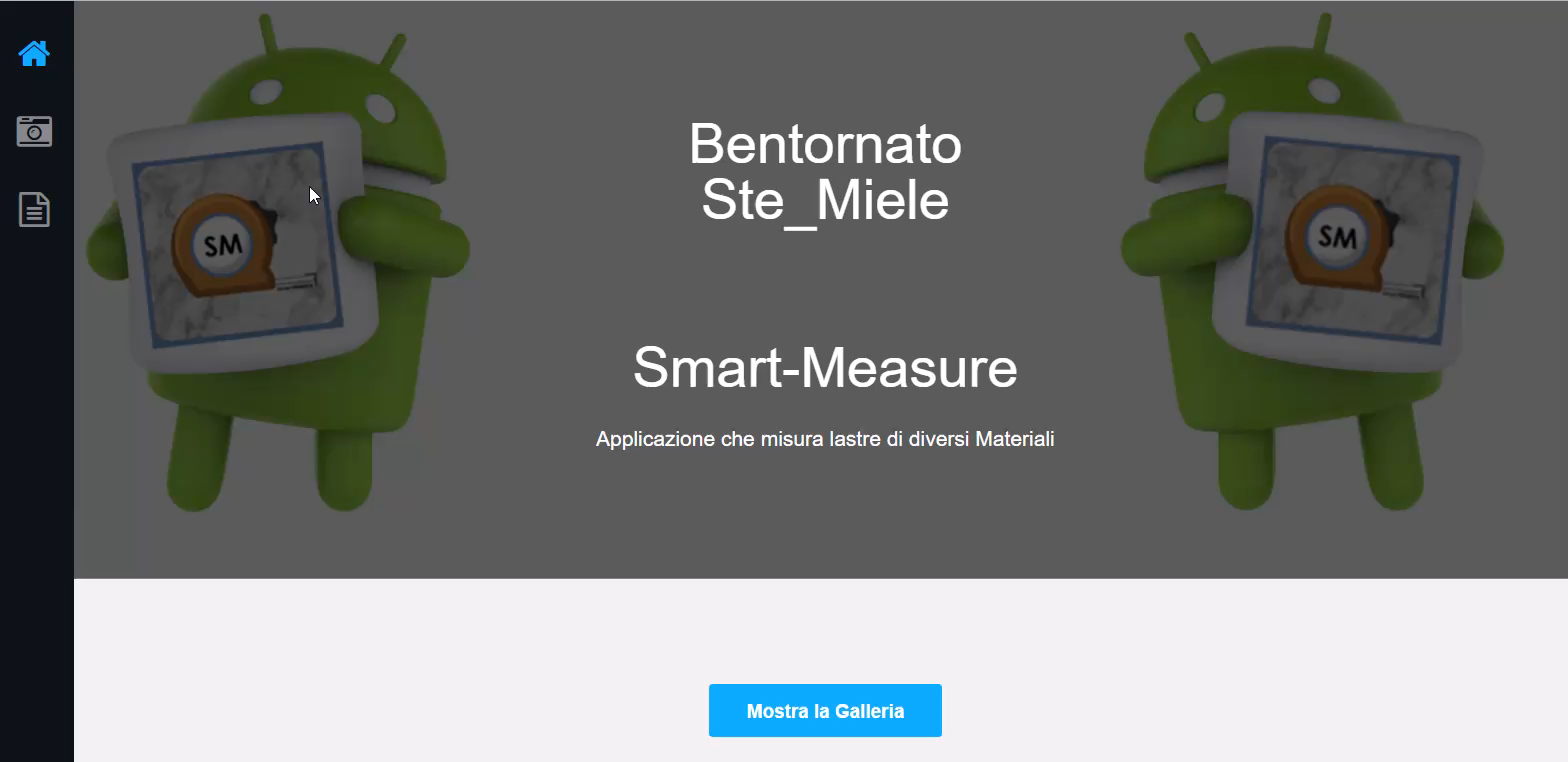 Bentornato
Ste_Miele
SM
SM
Smart-Measure
Applicazione che misura lastre di diversi Materiali
Mostra la Galleria